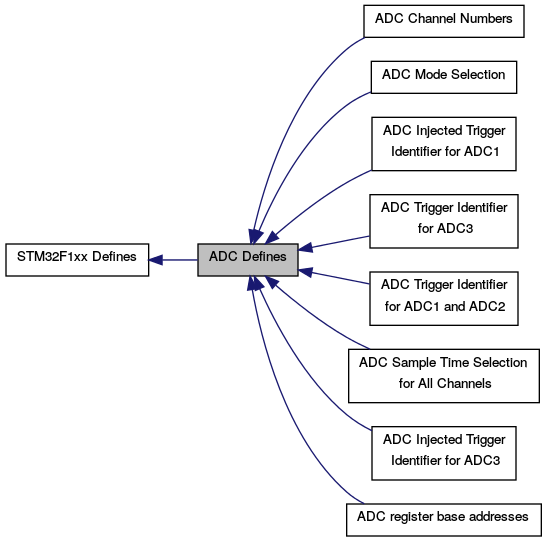 ADC Channel Numbers
ADC Mode Selection
ADC Injected Trigger
Identifier for ADC1
ADC Trigger Identifier
for ADC3
STM32F1xx Defines
ADC Defines
ADC Trigger Identifier
for ADC1 and ADC2
ADC Sample Time Selection
for All Channels
ADC Injected Trigger
Identifier for ADC3
ADC register base addresses